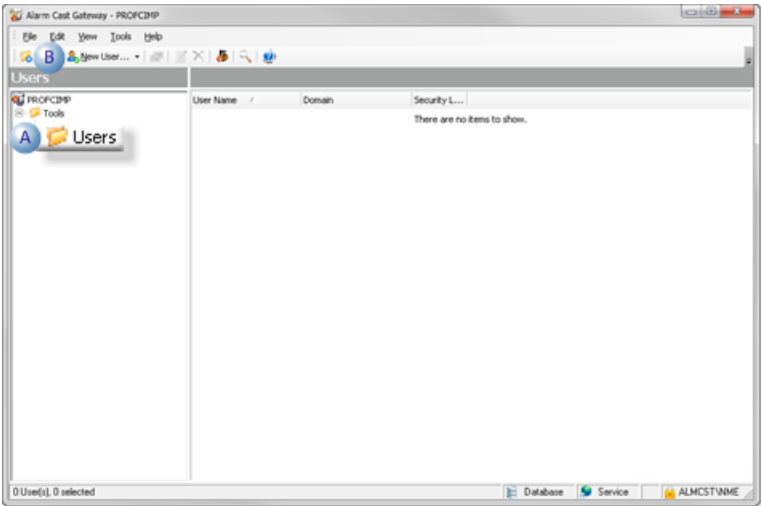 Alarm Cast Gateway - PROFCIMP
File Edit View Tools Help
B New User...
Users
PROFCIMP
User Name / Domain Security L...
Tools
There are no items to show.
A Users
0 User(s), 0 selected
Database Service ALMCST\NME